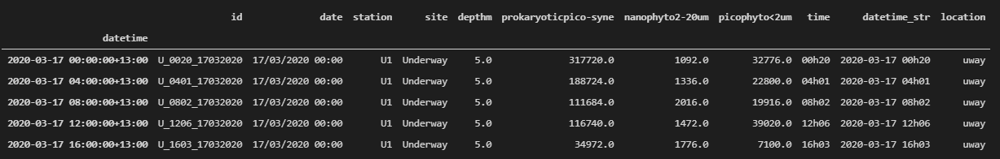 id date station site depthm prokaryoticpico-syne nanophyto2-20um picophyto<2um time datetime_str location
datetime
2020-03-17 00:00:00+13:00 U_0020_17032020 17/03/2020 00:00 U1 Underway 5.0 317720.0 1092.0 32776.0 00h20 2020-03-17 00h20 uway
2020-03-17 04:00:00+13:00 U_0401_17032020 17/03/2020 00:00 U1 Underway 5.0 188724.0 1336.0 22800.0 04h01 2020-03-17 04h01 uway
2020-03-17 08:00:00+13:00 U_0802_17032020 17/03/2020 00:00 U1 Underway 5.0 111684.0 2016.0 19916.0 08h02 2020-03-17 08h02 uway
2020-03-17 12:00:00+13:00 U_1206_17032020 17/03/2020 00:00 U1 Underway 5.0 116740.0 1472.0 39020.0 12h06 2020-03-17 12h06 uway
2020-03-17 16:00:00+13:00 U_1603_17032020 17/03/2020 00:00 U1 Underway 5.0 34972.0 1776.0 7100.0 16h03 2020-03-17 16h03 uway